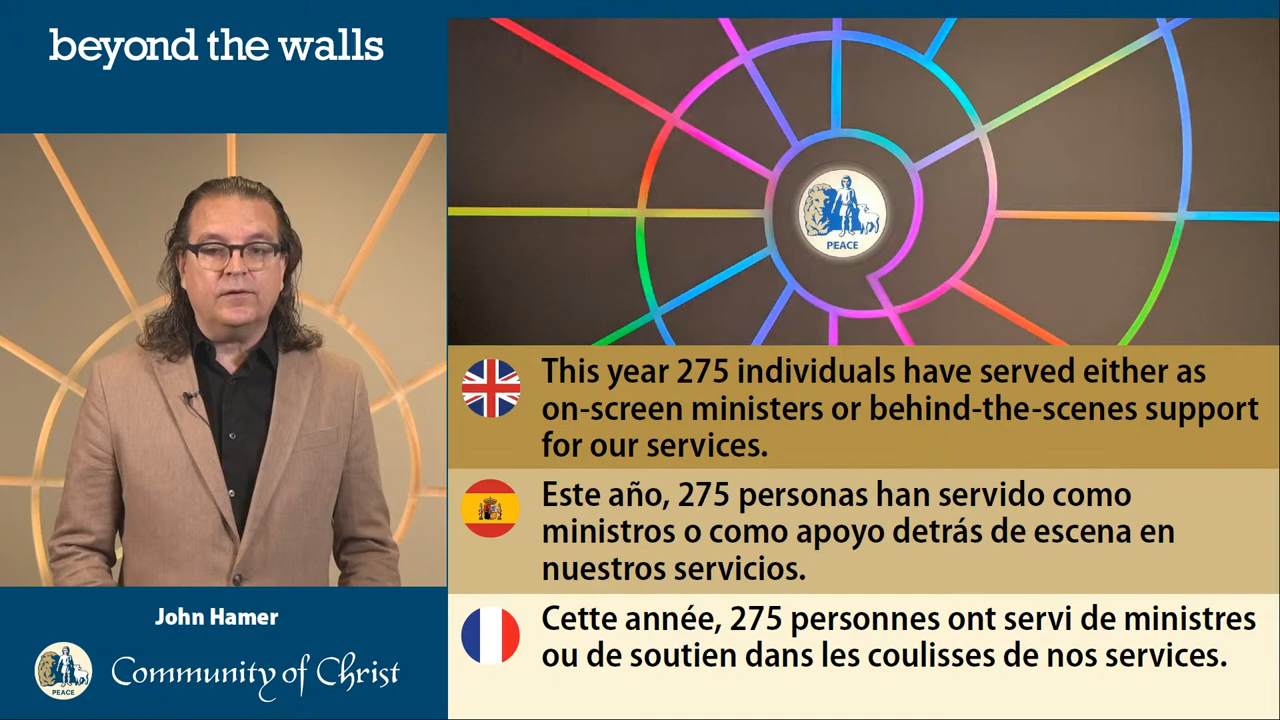 beyond the walls
PEACE
This year 275 individuals have served either as
on-screen ministers or behind-the-scenes support
for our services.
Este año, 275 personas han servido como
ministros o como apoyo detrás de escena en
nuestros servicios.
Cette année, 275 personnes ont servi de ministres
ou de soutien dans les coulisses de nos services.
John Hamer
PEACE
Community of Christ